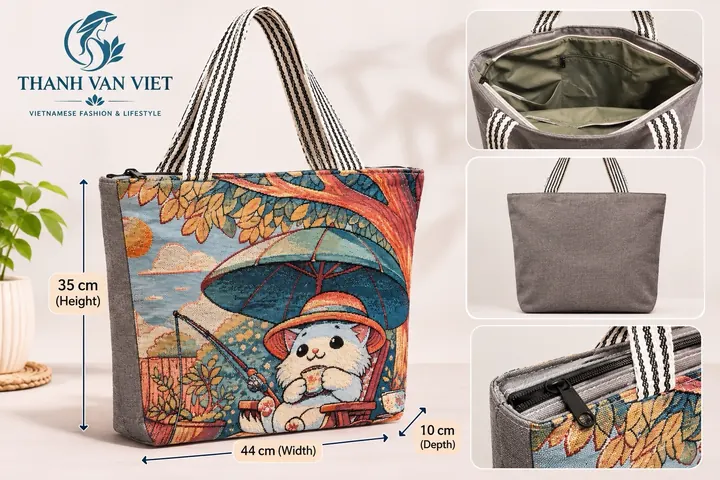 THANH VAN VIET
VIETNAMESE FASHION & LIFESTYLE
35 cm
(Height)
44 cm (Width)
10 cm
(Depth)